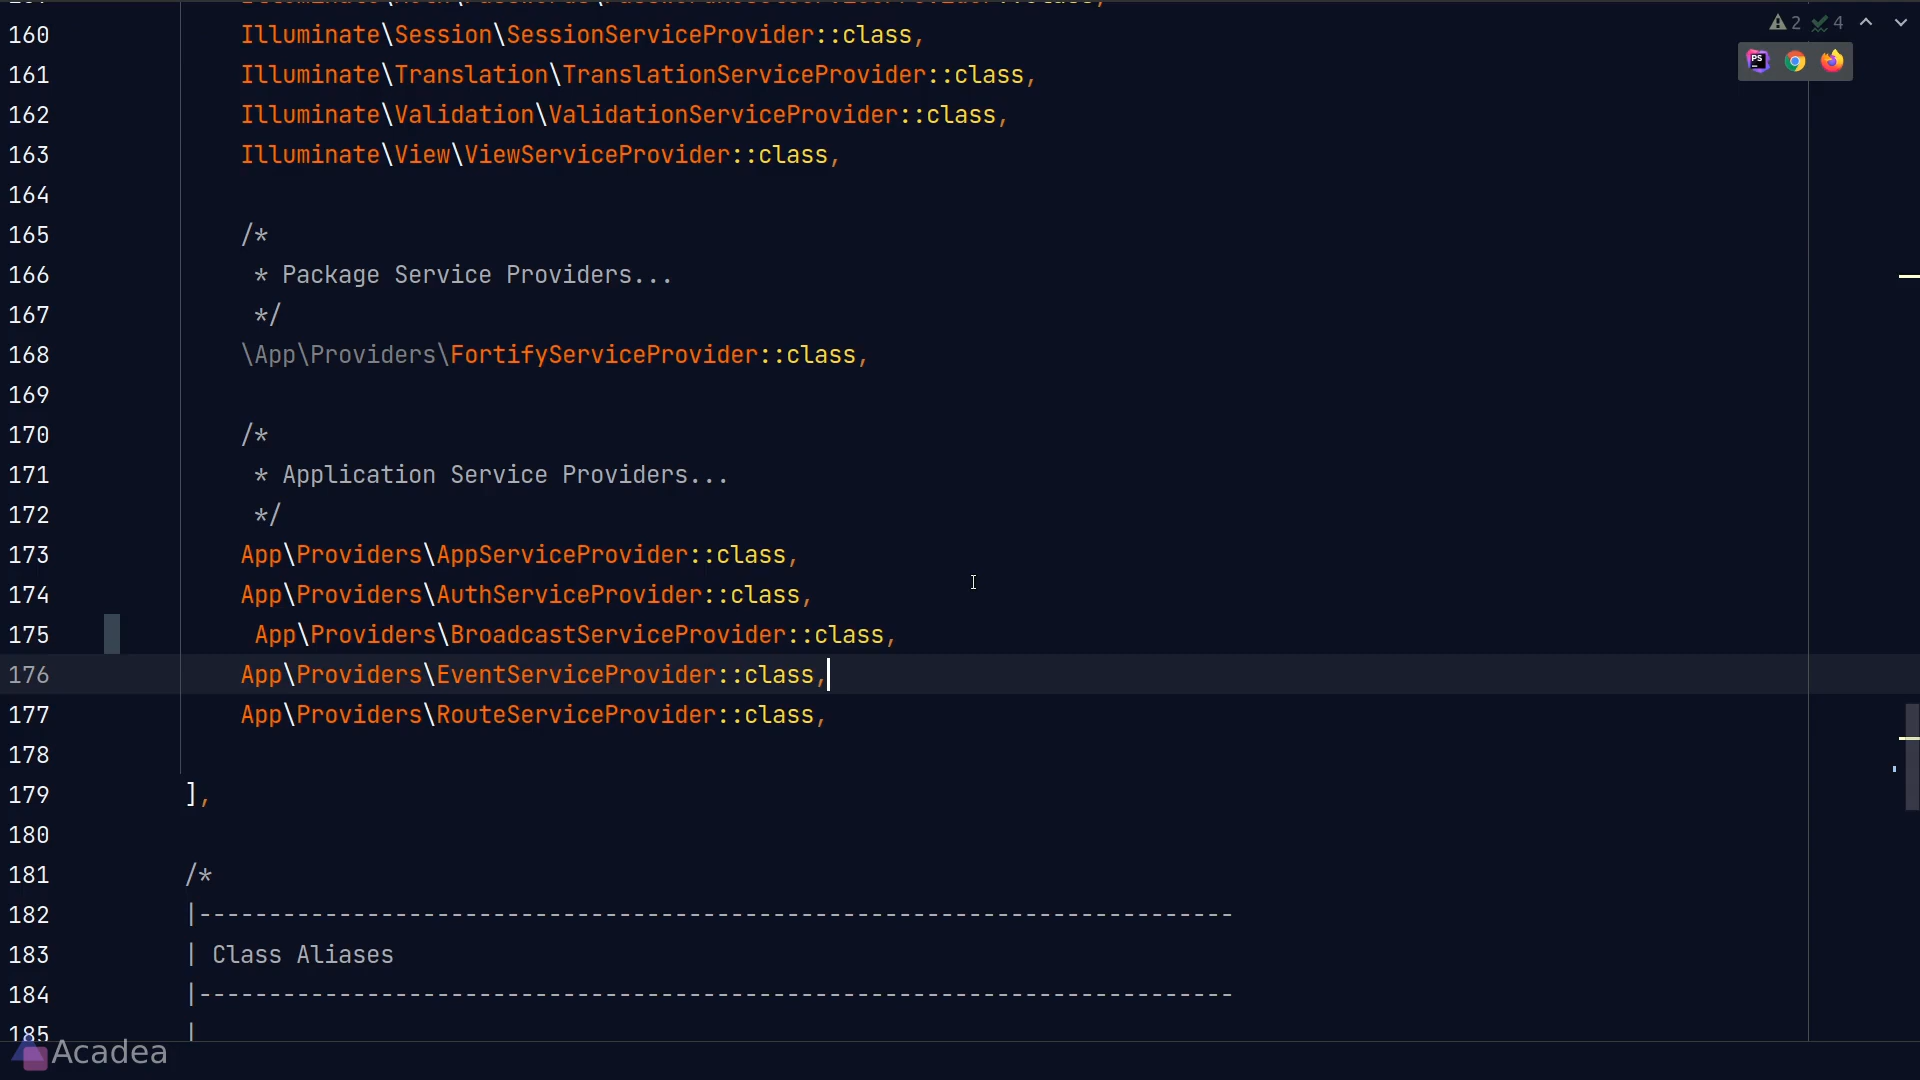 160 Illuminate\Session\SessionServiceProvider::class,
161 Illuminate\Translation\TranslationServiceProvider::class,
162 Illuminate\Validation\ValidationServiceProvider::class,
163 Illuminate\View\ViewServiceProvider::class,
164
165 /*
166 * Package Service Providers...
167 */
168 \App\Providers\FortifyServiceProvider::class,
169
170 /*
171 * Application Service Providers...
172 */
173 App\Providers\AppServiceProvider::class,
174 App\Providers\AuthServiceProvider::class,
175 App\Providers\BroadcastServiceProvider::class,
176 App\Providers\EventServiceProvider::class,
177 App\Providers\RouteServiceProvider::class,
178
179 ],
180
181 /*
182 |--------------------------------------------------------------------------
183 | Class Aliases
184 |--------------------------------------------------------------------------
185 |
2 4
PS
Acadea